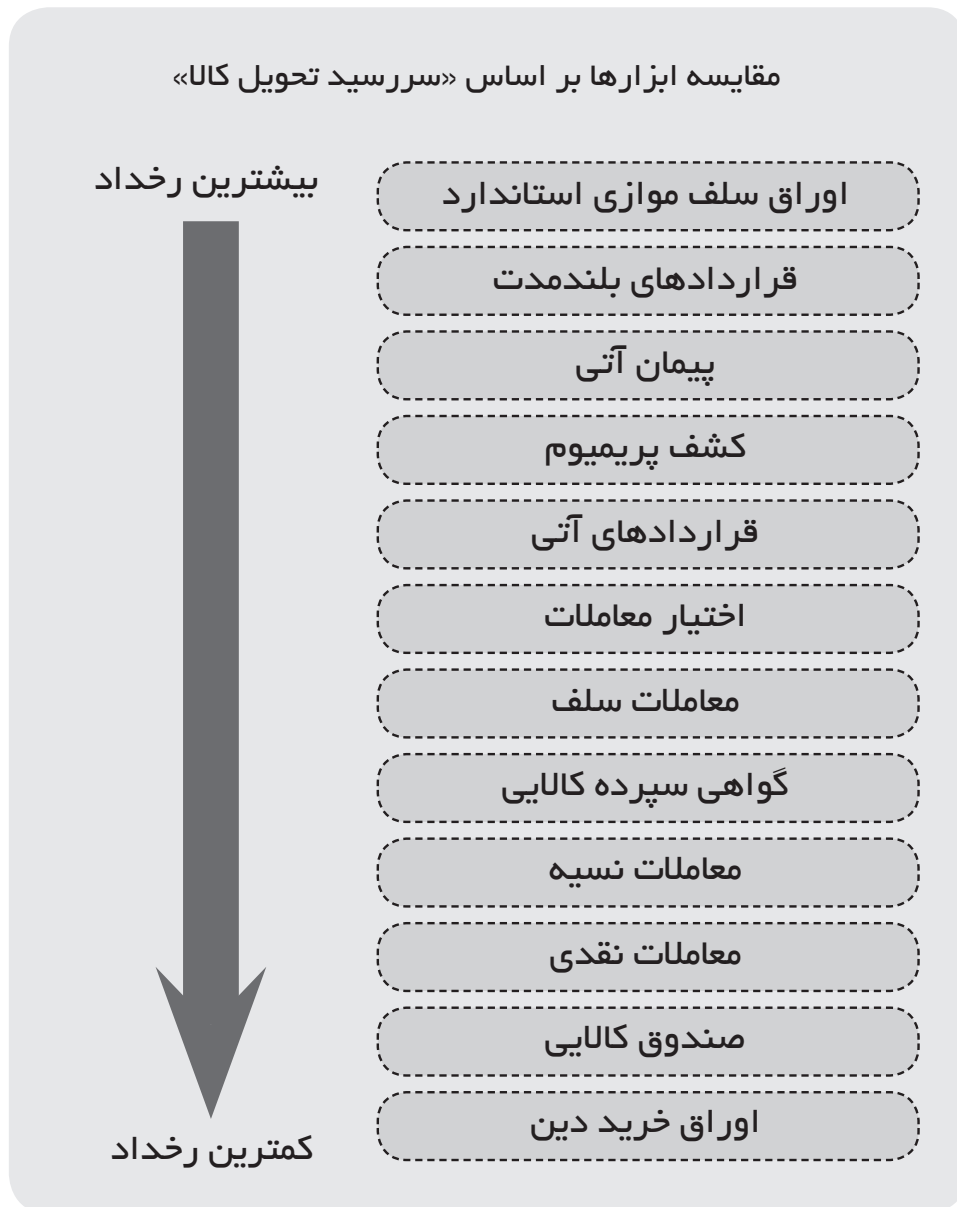 مقایسه ابزارها بر اساس «سررسید تحویل کالا»
بیشترین رخداد
اوراق سلف موازی استاندارد
قراردادهای بلندمدت
پیمان آتی
کشف پریمیوم
قراردادهای آتی
اختیار معاملات
معاملات سلف
گواهی سپرده کالایی
معاملات نسیه
معاملات نقدی
صندوق کالایی
اوراق خرید دین
کمترین رخداد